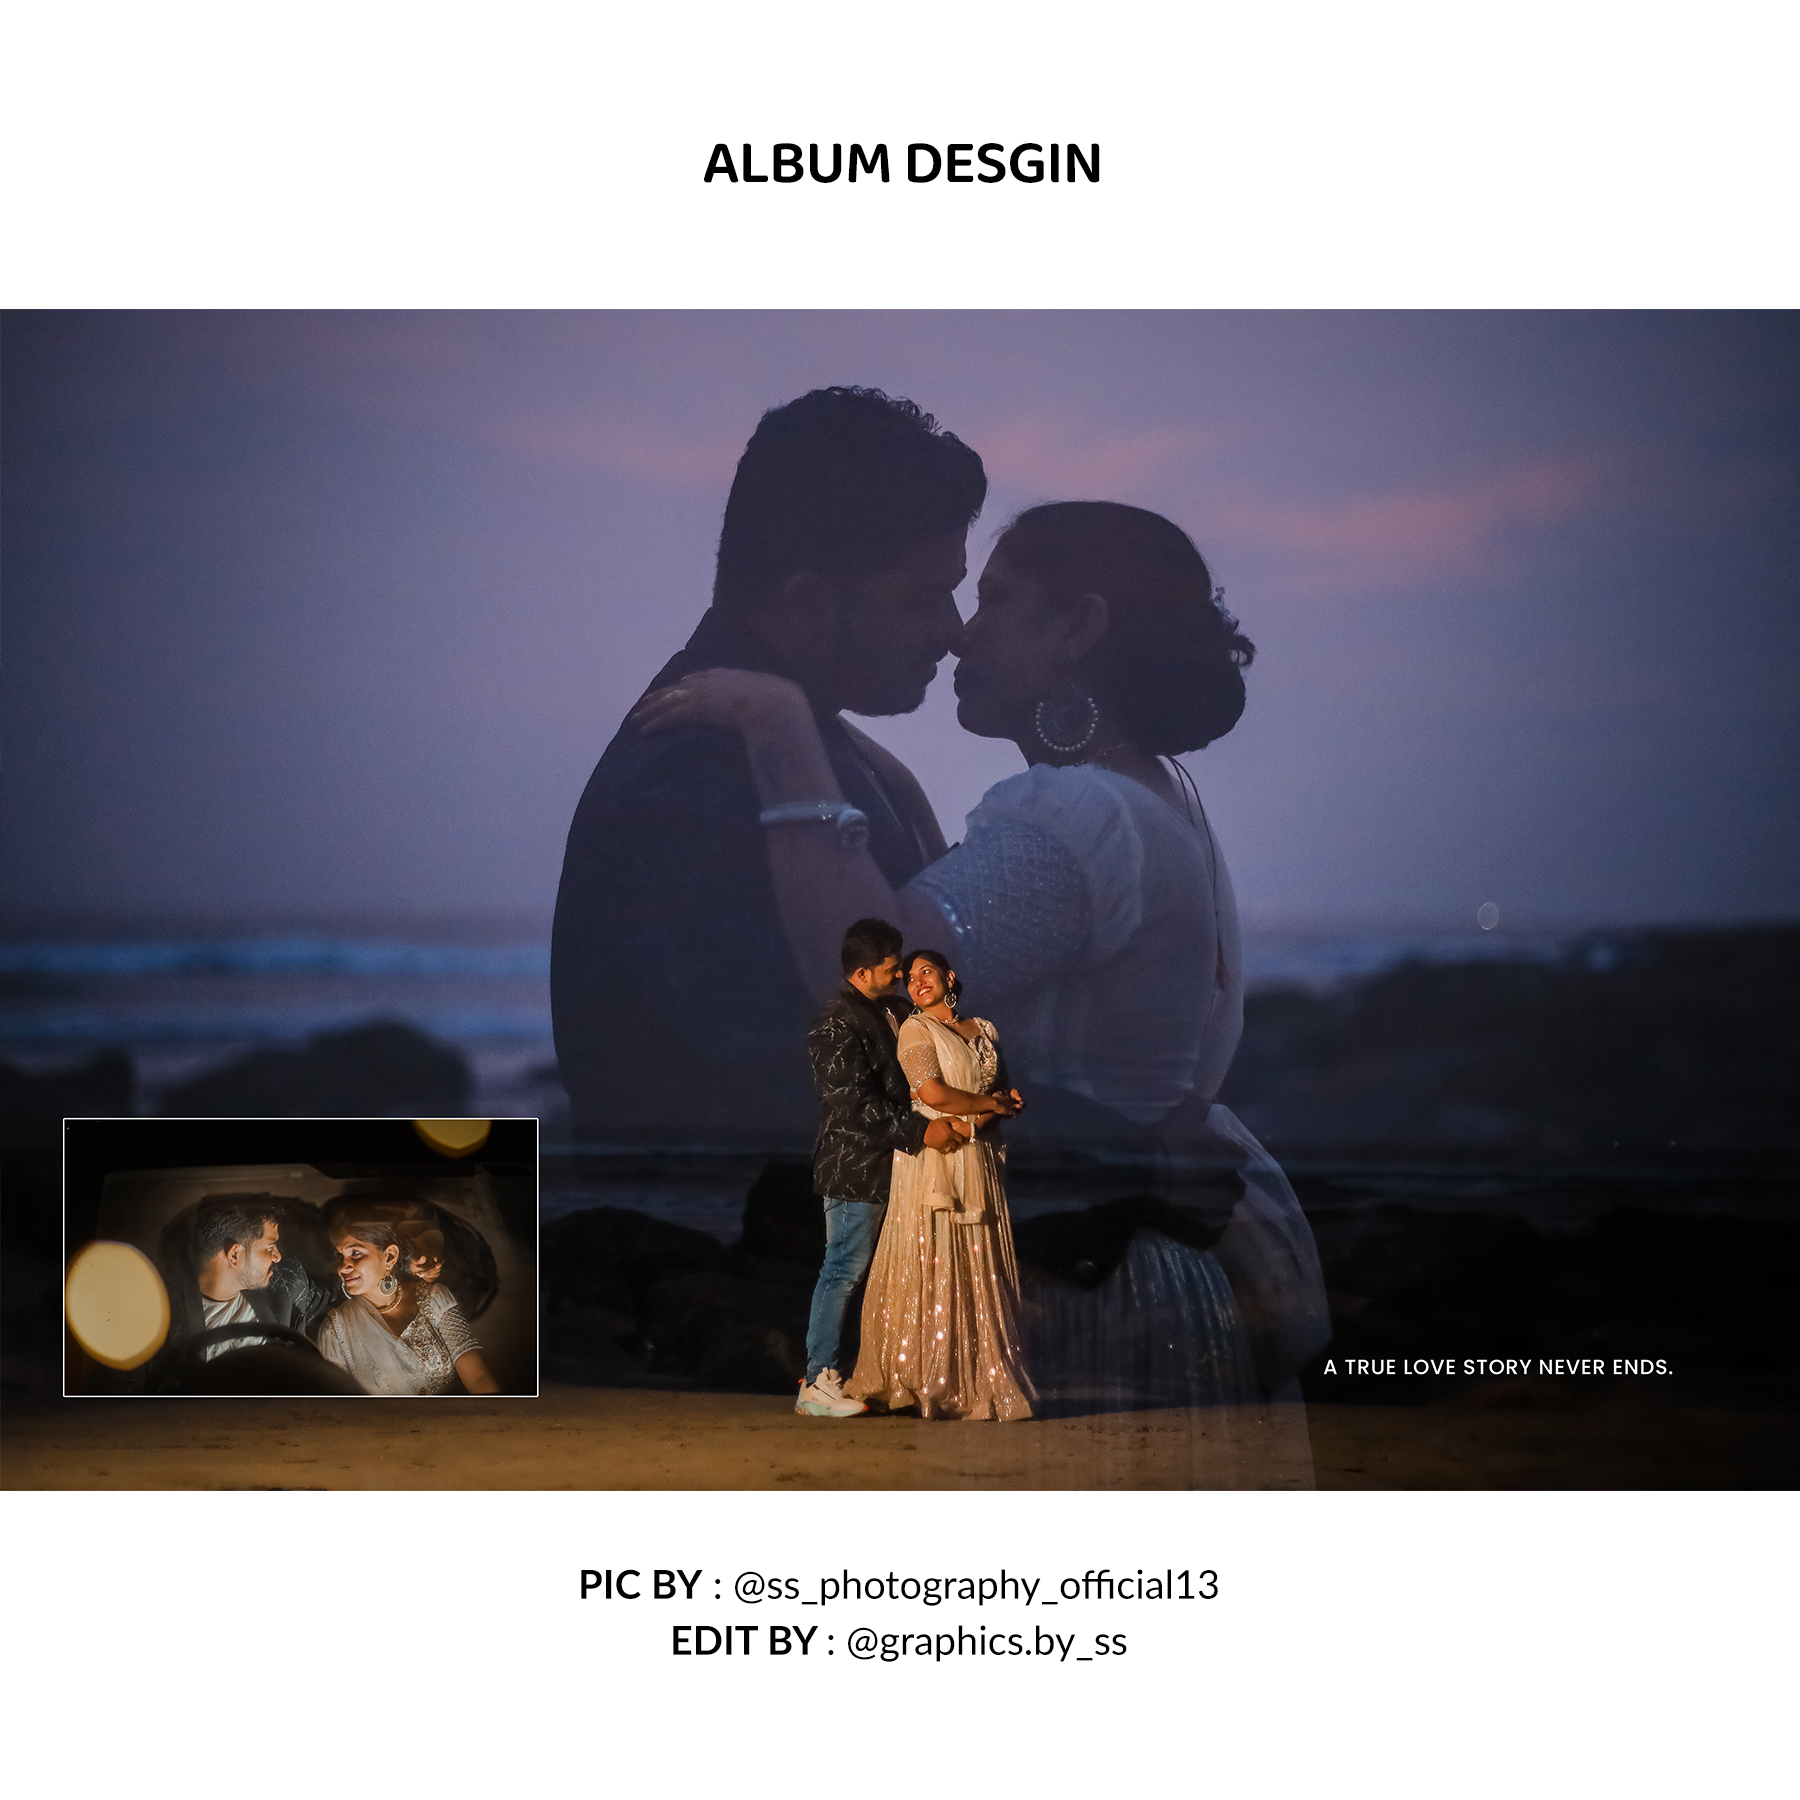 ALBUM DESGIN
A TRUE LOVE STORY NEVER ENDS.
PIC BY : @ss_photography_official13
EDIT BY : @graphics.by_ss